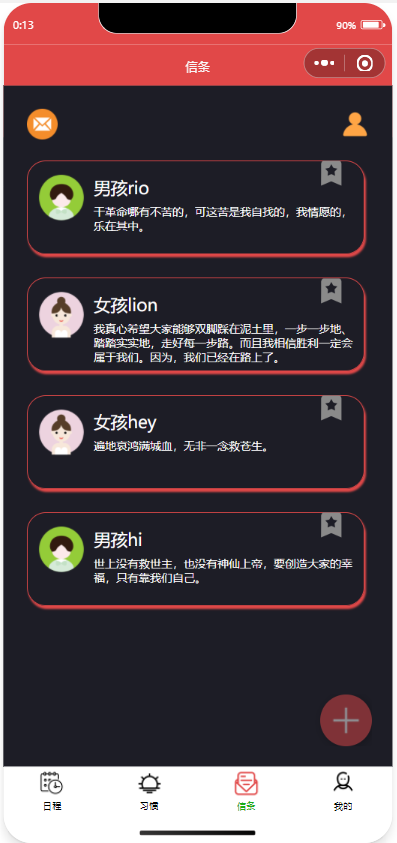 0:13
90%
信条
男孩rio
干革命哪有不苦的，可这苦是我自找的，我情愿的，
乐在其中。
女孩lion
我真心希望大家能够双脚踩在泥土里，一步一步地、
踏踏实实地，走好每一步路。而且我相信胜利一定会
属于我们。因为，我们已经在路上了。
女孩hey
遍地哀鸿满城血，无非一念救苍生。
男孩hi
世上没有救世主，也没有神仙上帝，要创造大家的幸
福，只有靠我们自己。
日程
习惯
信条
我的